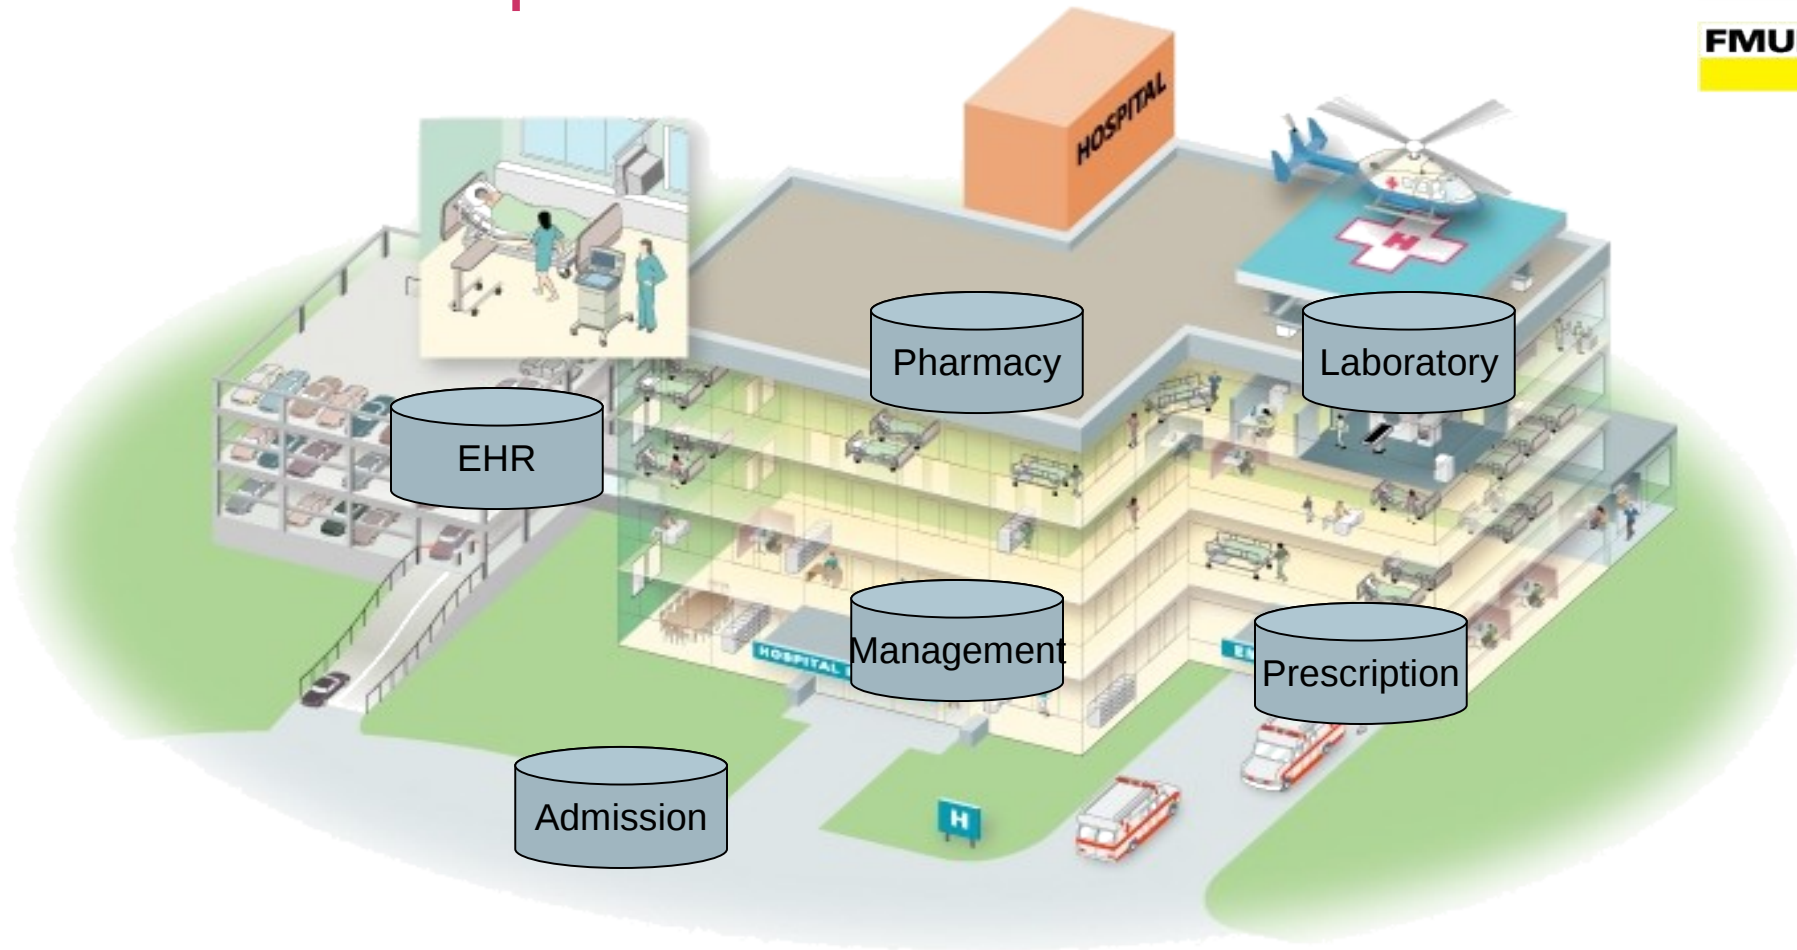 FMU
HOSPITAL
H
Pharmacy
Laboratory
EHR
Management
HOSPITAL
Prescription
Admission
H